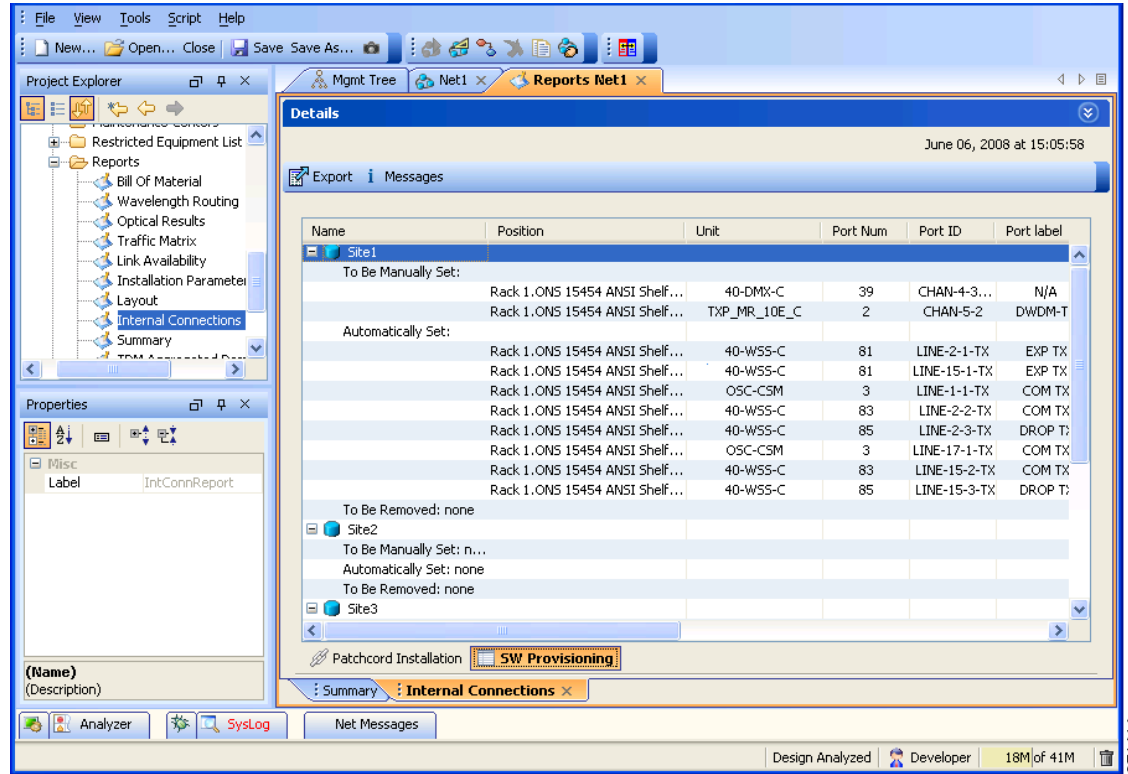 File View Tools Script Help
New... Open... Close Save Save As...
Project Explorer
Restricted Equipment List
Reports
Bill Of Material
Wavelength Routing
Optical Results
Traffic Matrix
Link Availability
Installation Parameter
Layout
Internal Connections
Summary
Properties
Misc
Label IntConnReport
(Name)
(Description)
Mgmt Tree Net1 Reports Net1
Details
June 06, 2008 at 15:05:58
Export Messages
Name Position Unit Port Num Port ID Port label
Site1
To Be Manually Set:
Rack 1.ONS 15454 ANSI Shelf... 40-DMX-C 39 CHAN-4-3... N/A
Rack 1.ONS 15454 ANSI Shelf... TXP_MR_10E_C 2 CHAN-5-2 DWDM-T
Automatically Set:
Rack 1.ONS 15454 ANSI Shelf... 40-WSS-C 81 LINE-2-1-TX EXP TX
Rack 1.ONS 15454 ANSI Shelf... 40-WSS-C 81 LINE-15-1-TX EXP TX
Rack 1.ONS 15454 ANSI Shelf... OSC-CSM 3 LINE-1-1-TX COM TX
Rack 1.ONS 15454 ANSI Shelf... 40-WSS-C 83 LINE-2-2-TX COM TX
Rack 1.ONS 15454 ANSI Shelf... 40-WSS-C 85 LINE-2-3-TX DROP TX
Rack 1.ONS 15454 ANSI Shelf... OSC-CSM 3 LINE-17-1-TX COM TX
Rack 1.ONS 15454 ANSI Shelf... 40-WSS-C 83 LINE-15-2-TX COM TX
Rack 1.ONS 15454 ANSI Shelf... 40-WSS-C 85 LINE-15-3-TX DROP TX
To Be Removed: none
Site2
To Be Manually Set: n...
Automatically Set: none
To Be Removed: none
Site3
Patchcord Installation SW Provisioning
Summary Internal Connections
Analyzer SysLog Net Messages
Design Analyzed Developer 18M of 41M